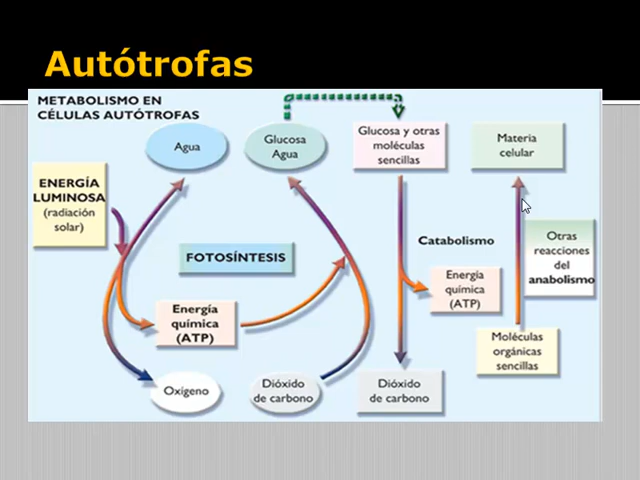 Autótrofas
METABOLISMO EN
CÉLULAS AUTÓTROFAS
Agua
Glucosa
Agua
Glucosa y otras
moléculas
sencillas
Materia
celular
ENERGÍA
LUMINOSA
(radiación
solar)
FOTOSÍNTESIS
Catabolismo
Otras
reacciones
del
anabolismo
Energía
química
(ATP)
Energía
química
(ATP)
Moléculas
orgánicas
sencillas
Oxígeno
Dióxido
de carbono
Dióxido
de carbono